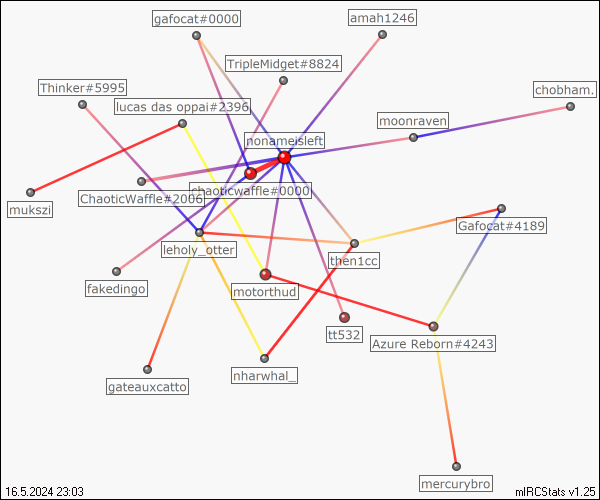 gafocat#0000
amah1246
TripleMidget#8824
Thinker#5995
chobham.
lucas das oppai#2396
moonraven
nonameisleft
chaoticwaffle#0000
ChaoticWaffle#2006
mukszi
Gafocat#4189
leholy_otter
then1cc
fakedingo
motorthud
tt532
Azure Reborn#4243
nharwhal_
gateauxcatto
mercurybro
16.5.2024 23:03
mIRCStats v1.25